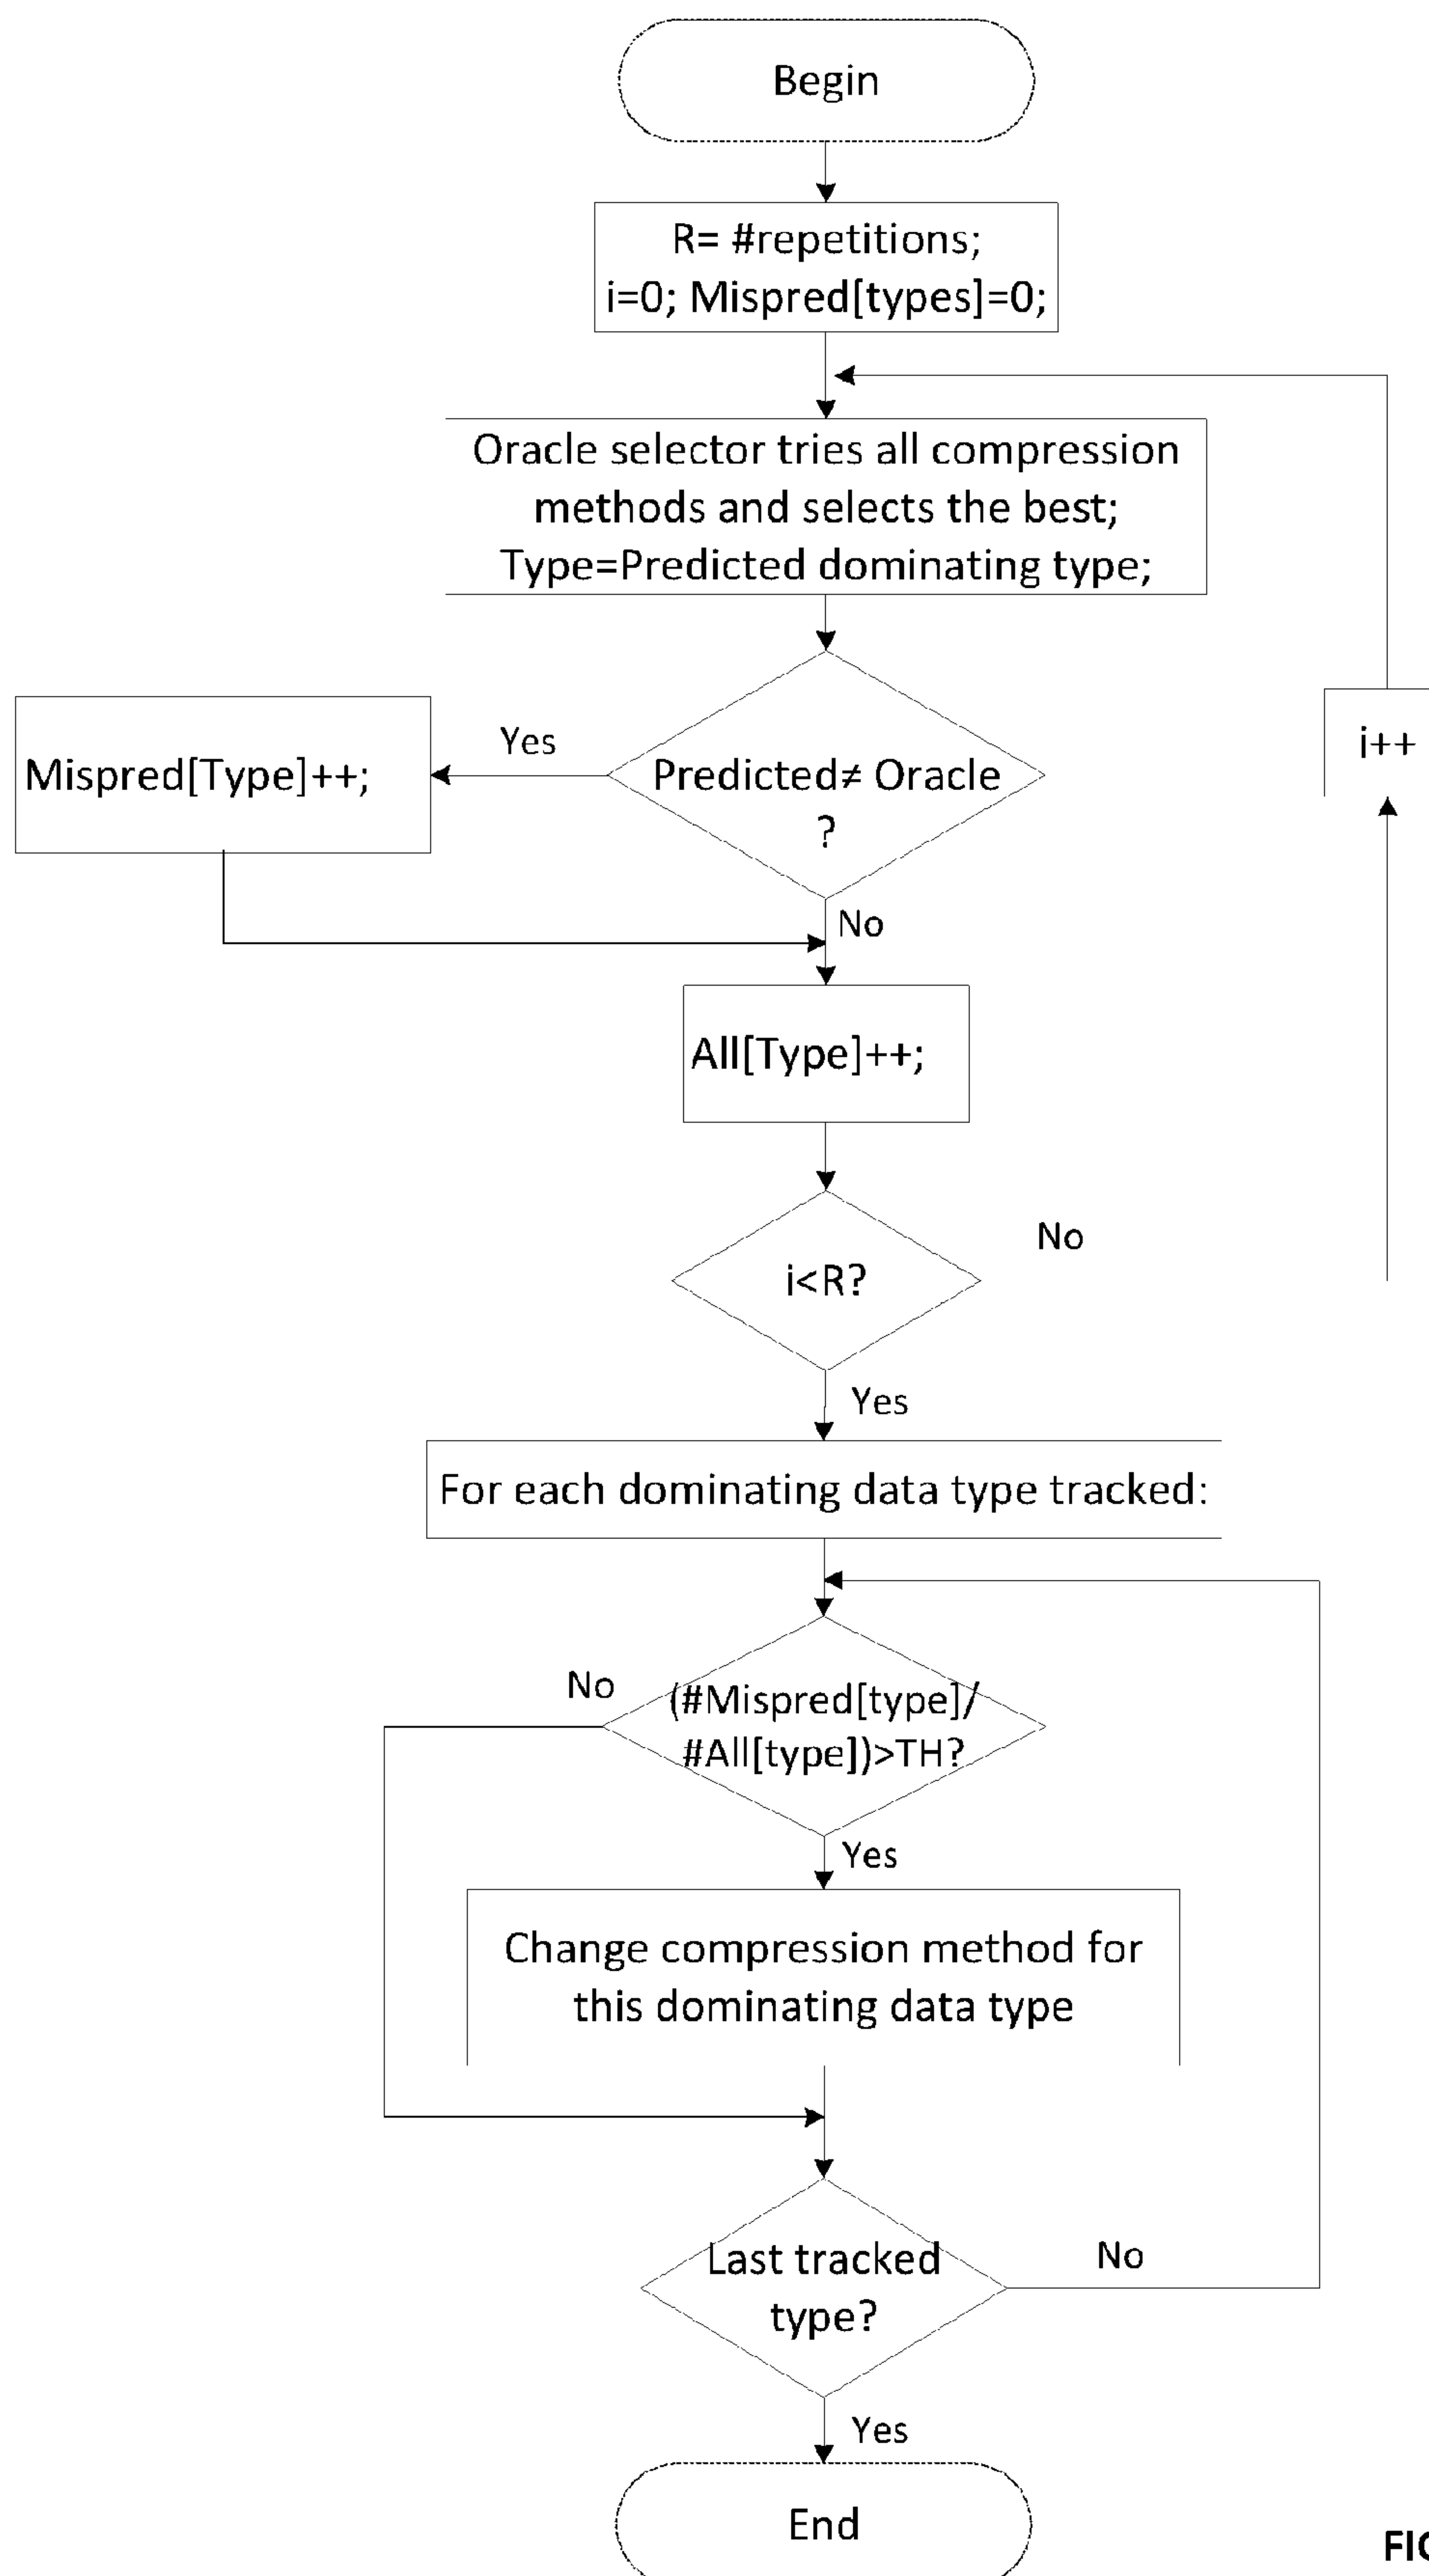 Begin
R= #repetitions;
i=0; Mispred[types]=0;
Oracle selector tries all compression
methods and selects the best;
Type=Predicted dominating type;
Yes
Mispred[Type]++;
Predicted≠ Oracle
?
i++
No
All[Type]++;
No
i<R?
Yes
For each dominating data type tracked:
No
(#Mispred[type]/
#All[type])>TH?
Yes
Change compression method for
this dominating data type
Last tracked
type?
No
Yes
End